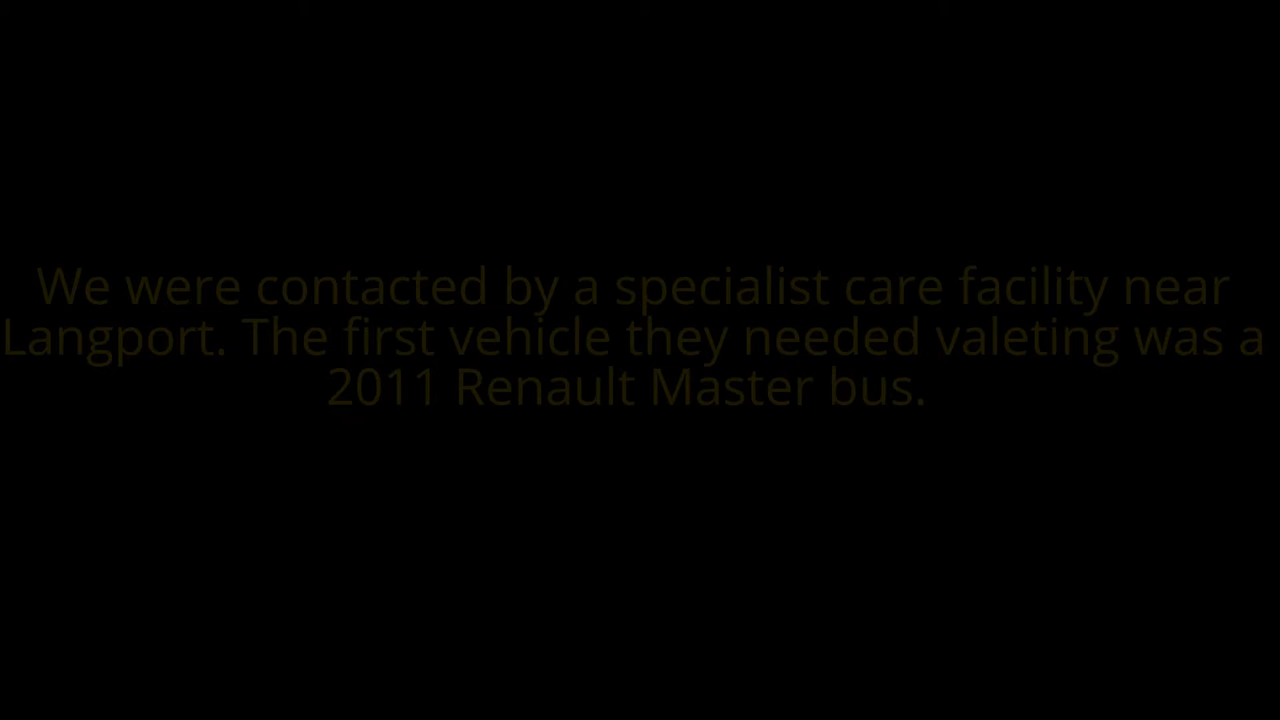 We were contacted by a specialist care facility near
Langport. The first vehicle they needed valeting was a
2011 Renault Master bus.